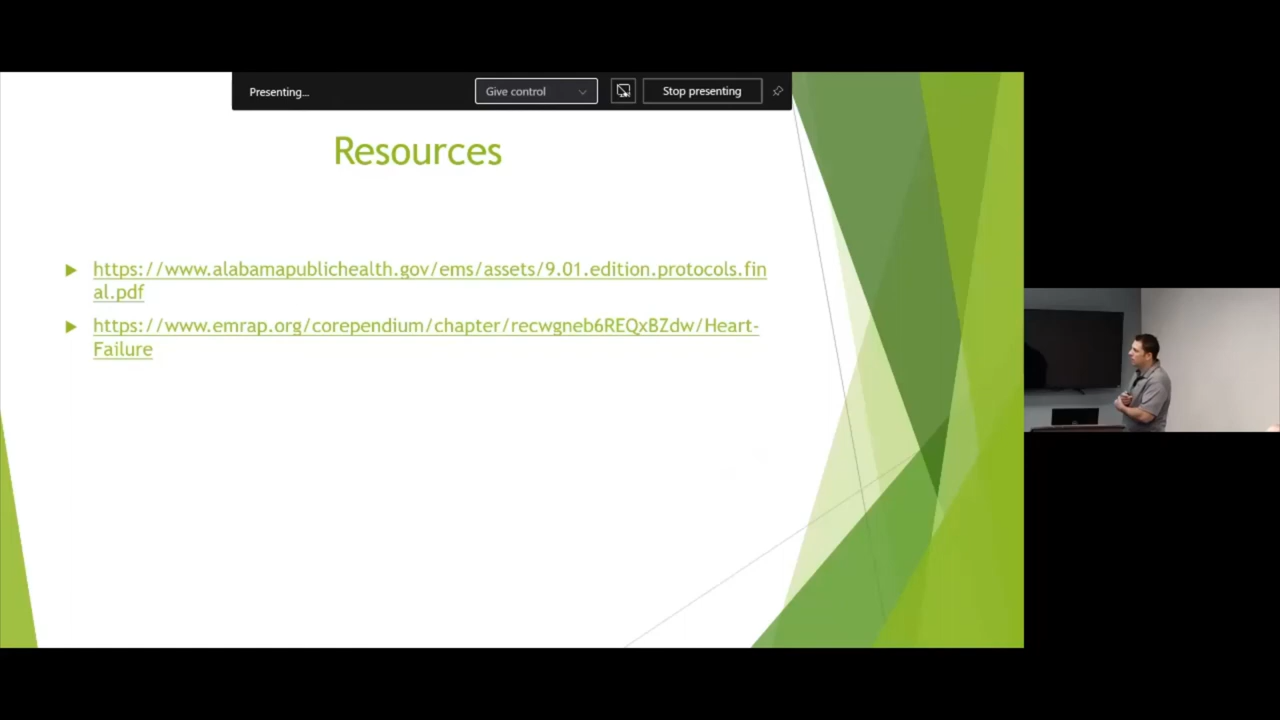 Presenting...
Give control
Stop presenting
Resources
https://www.alabamapublichealth.gov/ems/assets/9.01.edition.protocols.fin
al.pdf
https://www.emrap.org/corependium/chapter/recwgneb6REQxBZdw/Heart-
Failure